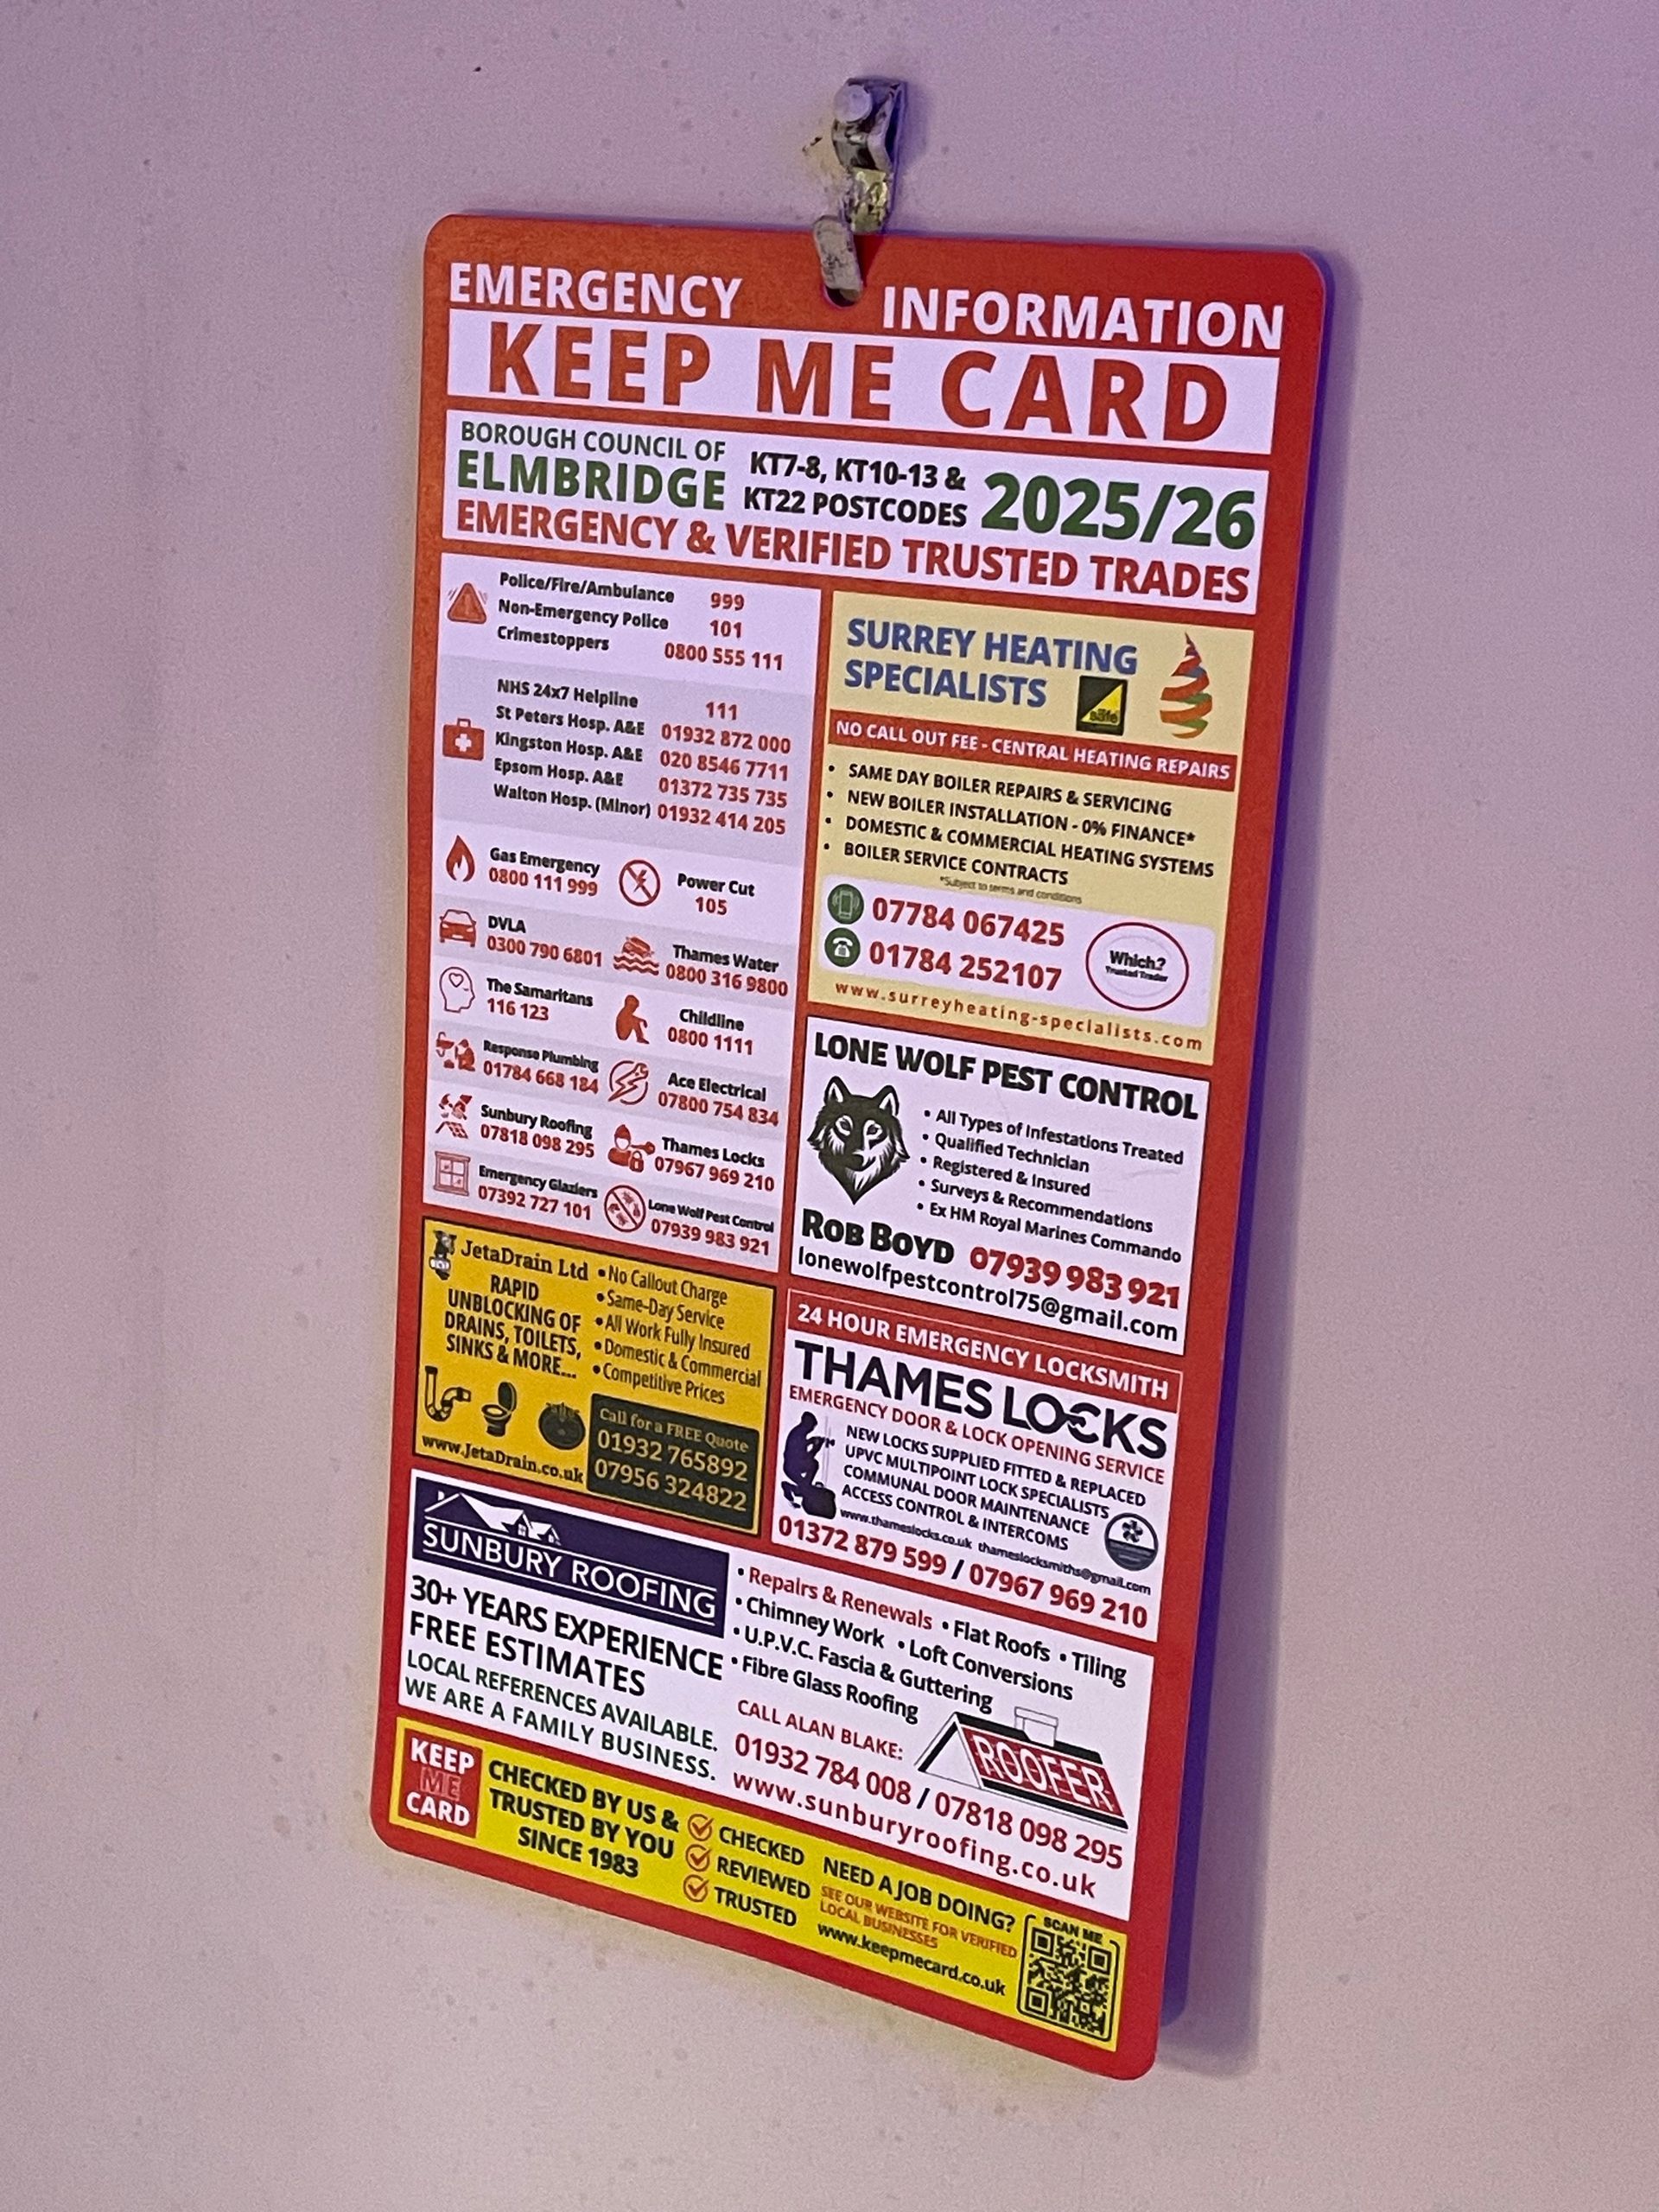 EMERGENCY INFORMATION
KEEP ME CARD
BOROUGH COUNCIL OF
ELMBRIDGE
KT7-8, KT10-13 &
KT22 POSTCODES
2025/26
EMERGENCY & VERIFIED TRUSTED TRADES
Police/Fire/Ambulance 999
Non-Emergency Police 101
Crimestoppers 0800 555 111
NHS 24x7 Helpline 111
St Peters Hosp. A&E 01932 872 000
Kingston Hosp. A&E 020 8546 7711
Epsom Hosp. A&E 01372 735 735
Walton Hosp. (Minor) 01932 414 205
Gas Emergency
0800 111 999
Power Cut
105
DVLA
0300 790 6801
Thames Water
0800 316 9800
The Samaritans
116 123
Childline
0800 1111
Response Plumbing
01784 668 184
Ace Electrical
07800 754 834
Sunbury Roofing
07818 098 295
Thames Locks
07967 969 210
Emergency Glaziers
07392 727 101
Lone Wolf Pest Control
07939 983 921
SURREY HEATING
SPECIALISTS
safe
NO CALL OUT FEE - CENTRAL HEATING REPAIRS
• SAME DAY BOILER REPAIRS & SERVICING
• NEW BOILER INSTALLATION - 0% FINANCE*
• DOMESTIC & COMMERCIAL HEATING SYSTEMS
• BOILER SERVICE CONTRACTS
*Subject to terms and conditions
07784 067425
01784 252107
Which?
Trusted Trader
www.surreyheating-specialists.com
LONE WOLF PEST CONTROL
• All Types of Infestations Treated
• Qualified Technician
• Registered & Insured
• Surveys & Recommendations
• Ex HM Royal Marines Commando
ROB BOYD 07939 983 921
lonewolfpestcontrol75@gmail.com
JetaDrain Ltd
RAPID
UNBLOCKING OF
DRAINS, TOILETS,
SINKS & MORE...
• No Callout Charge
• Same-Day Service
• All Work Fully Insured
• Domestic & Commercial
• Competitive Prices
www.JetaDrain.co.uk
Call for a FREE Quote
01932 765892
07956 324822
24 HOUR EMERGENCY LOCKSMITH
THAMES LOCKS
EMERGENCY DOOR & LOCK OPENING SERVICE
NEW LOCKS SUPPLIED FITTED & REPLACED
UPVC MULTIPOINT LOCK SPECIALISTS
COMMUNAL DOOR MAINTENANCE
ACCESS CONTROL & INTERCOMS
www.thameslocks.co.uk thameslocksmiths@gmail.com
01372 879 599 / 07967 969 210
SUNBURY ROOFING
30+ YEARS EXPERIENCE
FREE ESTIMATES
LOCAL REFERENCES AVAILABLE.
WE ARE A FAMILY BUSINESS.
• Repairs & Renewals • Flat Roofs • Tiling
• Chimney Work • Loft Conversions
• U.P.V.C. Fascia & Guttering
• Fibre Glass Roofing
CALL ALAN BLAKE:
ROOFER
01932 784 008 / 07818 098 295
www.sunburyroofing.co.uk
KEEP
ME
CARD
CHECKED BY US &
TRUSTED BY YOU
SINCE 1983
CHECKED
REVIEWED
TRUSTED
NEED A JOB DOING?
SEE OUR WEBSITE FOR VERIFIED
LOCAL BUSINESSES
www.keepmecard.co.uk
SCAN ME